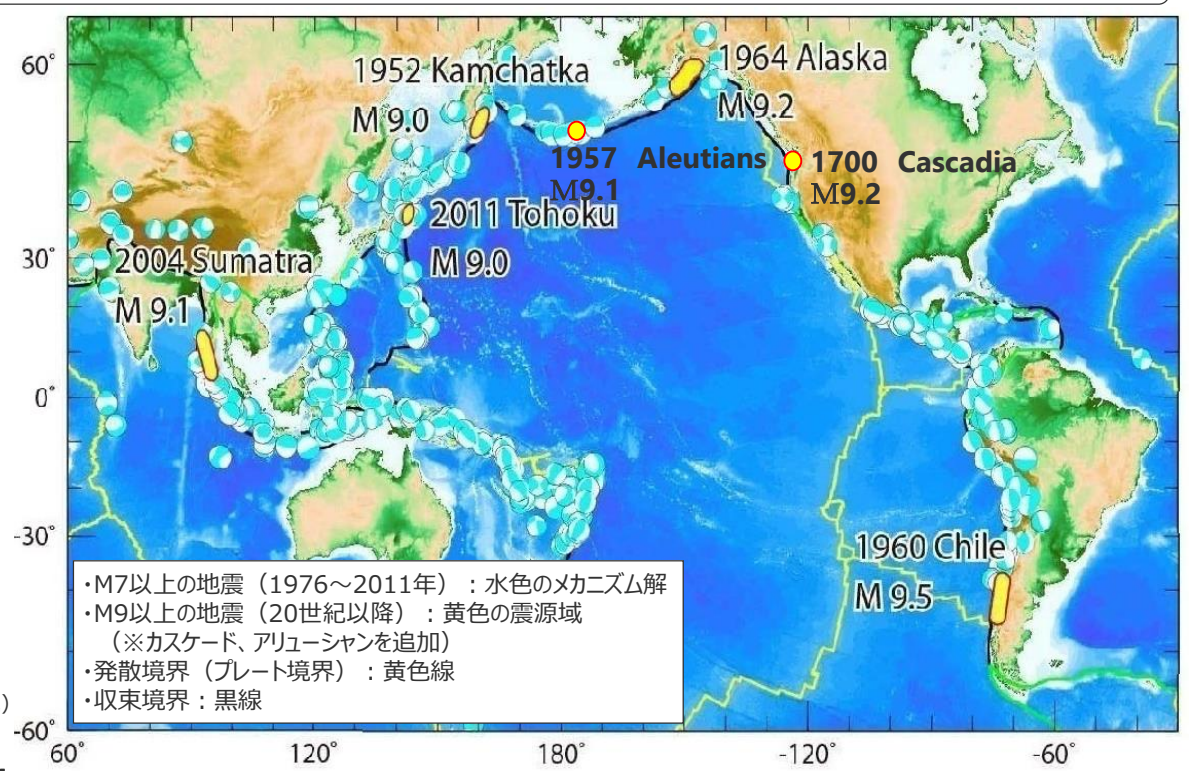 60°
30°
0°
-30°
-60°
60°
120°
180°
-120°
-60°
1952 Kamchatka
M 9.0
1964 Alaska
M 9.2
1957 Aleutians
M9.1
1700 Cascadia
M9.2
2011 Tohoku
M 9.0
2004 Sumatra
M 9.1
1960 Chile
M 9.5
・M7以上の地震（1976～2011年）：水色のメカニズム解
・M9以上の地震（20世紀以降）：黄色の震源域
（※カスケード、アリューシャンを追加）
・発散境界（プレート境界）：黄色線
・収束境界：黒線
）